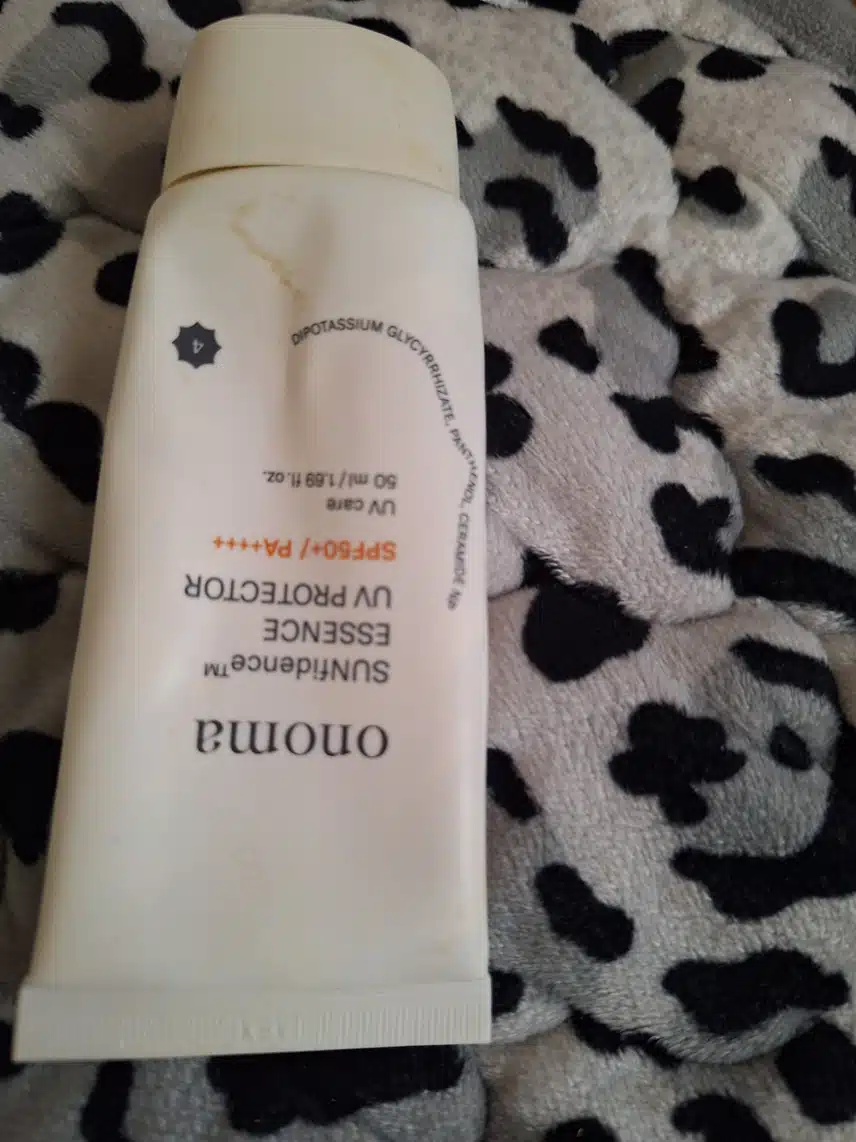 onoma
SUNfidence™
ESSENCE
UV PROTECTOR
SPF50+/ PA++++
UV care
50 ml / 1.69 fl. oz.
DIPOTASSIUM GLYCYRRHIZATE, PANTHENOL, CERAMIDE NP
4